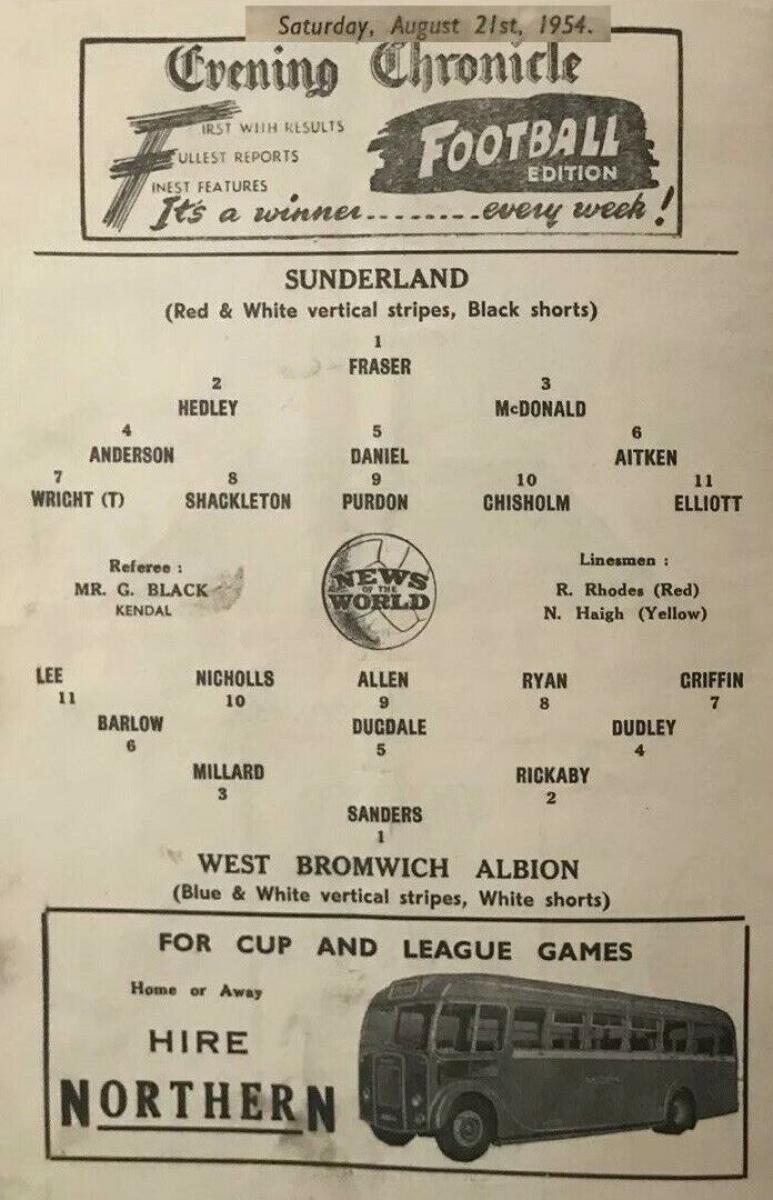 Saturday, August 21st, 1954.
Evening Chronicle
FIRST WITH RESULTS
FULLEST REPORTS
FINEST FEATURES
FOOTBALL
EDITION
It's a winner........every week!
SUNDERLAND
(Red & White vertical stripes, Black shorts)
1
FRASER
2 3
HEDLEY McDONALD
4 5 6
ANDERSON DANIEL AITKEN
7 8 9 10 11
WRIGHT (T) SHACKLETON PURDON CHISHOLM ELLIOTT
Referee :
MR. G. BLACK
KENDAL
NEWS
OF THE
WORLD
Linesmen :
R. Rhodes (Red)
N. Haigh (Yellow)
LEE NICHOLLS ALLEN RYAN GRIFFIN
11 10 9 8 7
BARLOW DUGDALE DUDLEY
6 5 4
MILLARD RICKABY
3 2
SANDERS
1
WEST BROMWICH ALBION
(Blue & White vertical stripes, White shorts)
FOR CUP AND LEAGUE GAMES
Home or Away
HIRE
NORTHERN